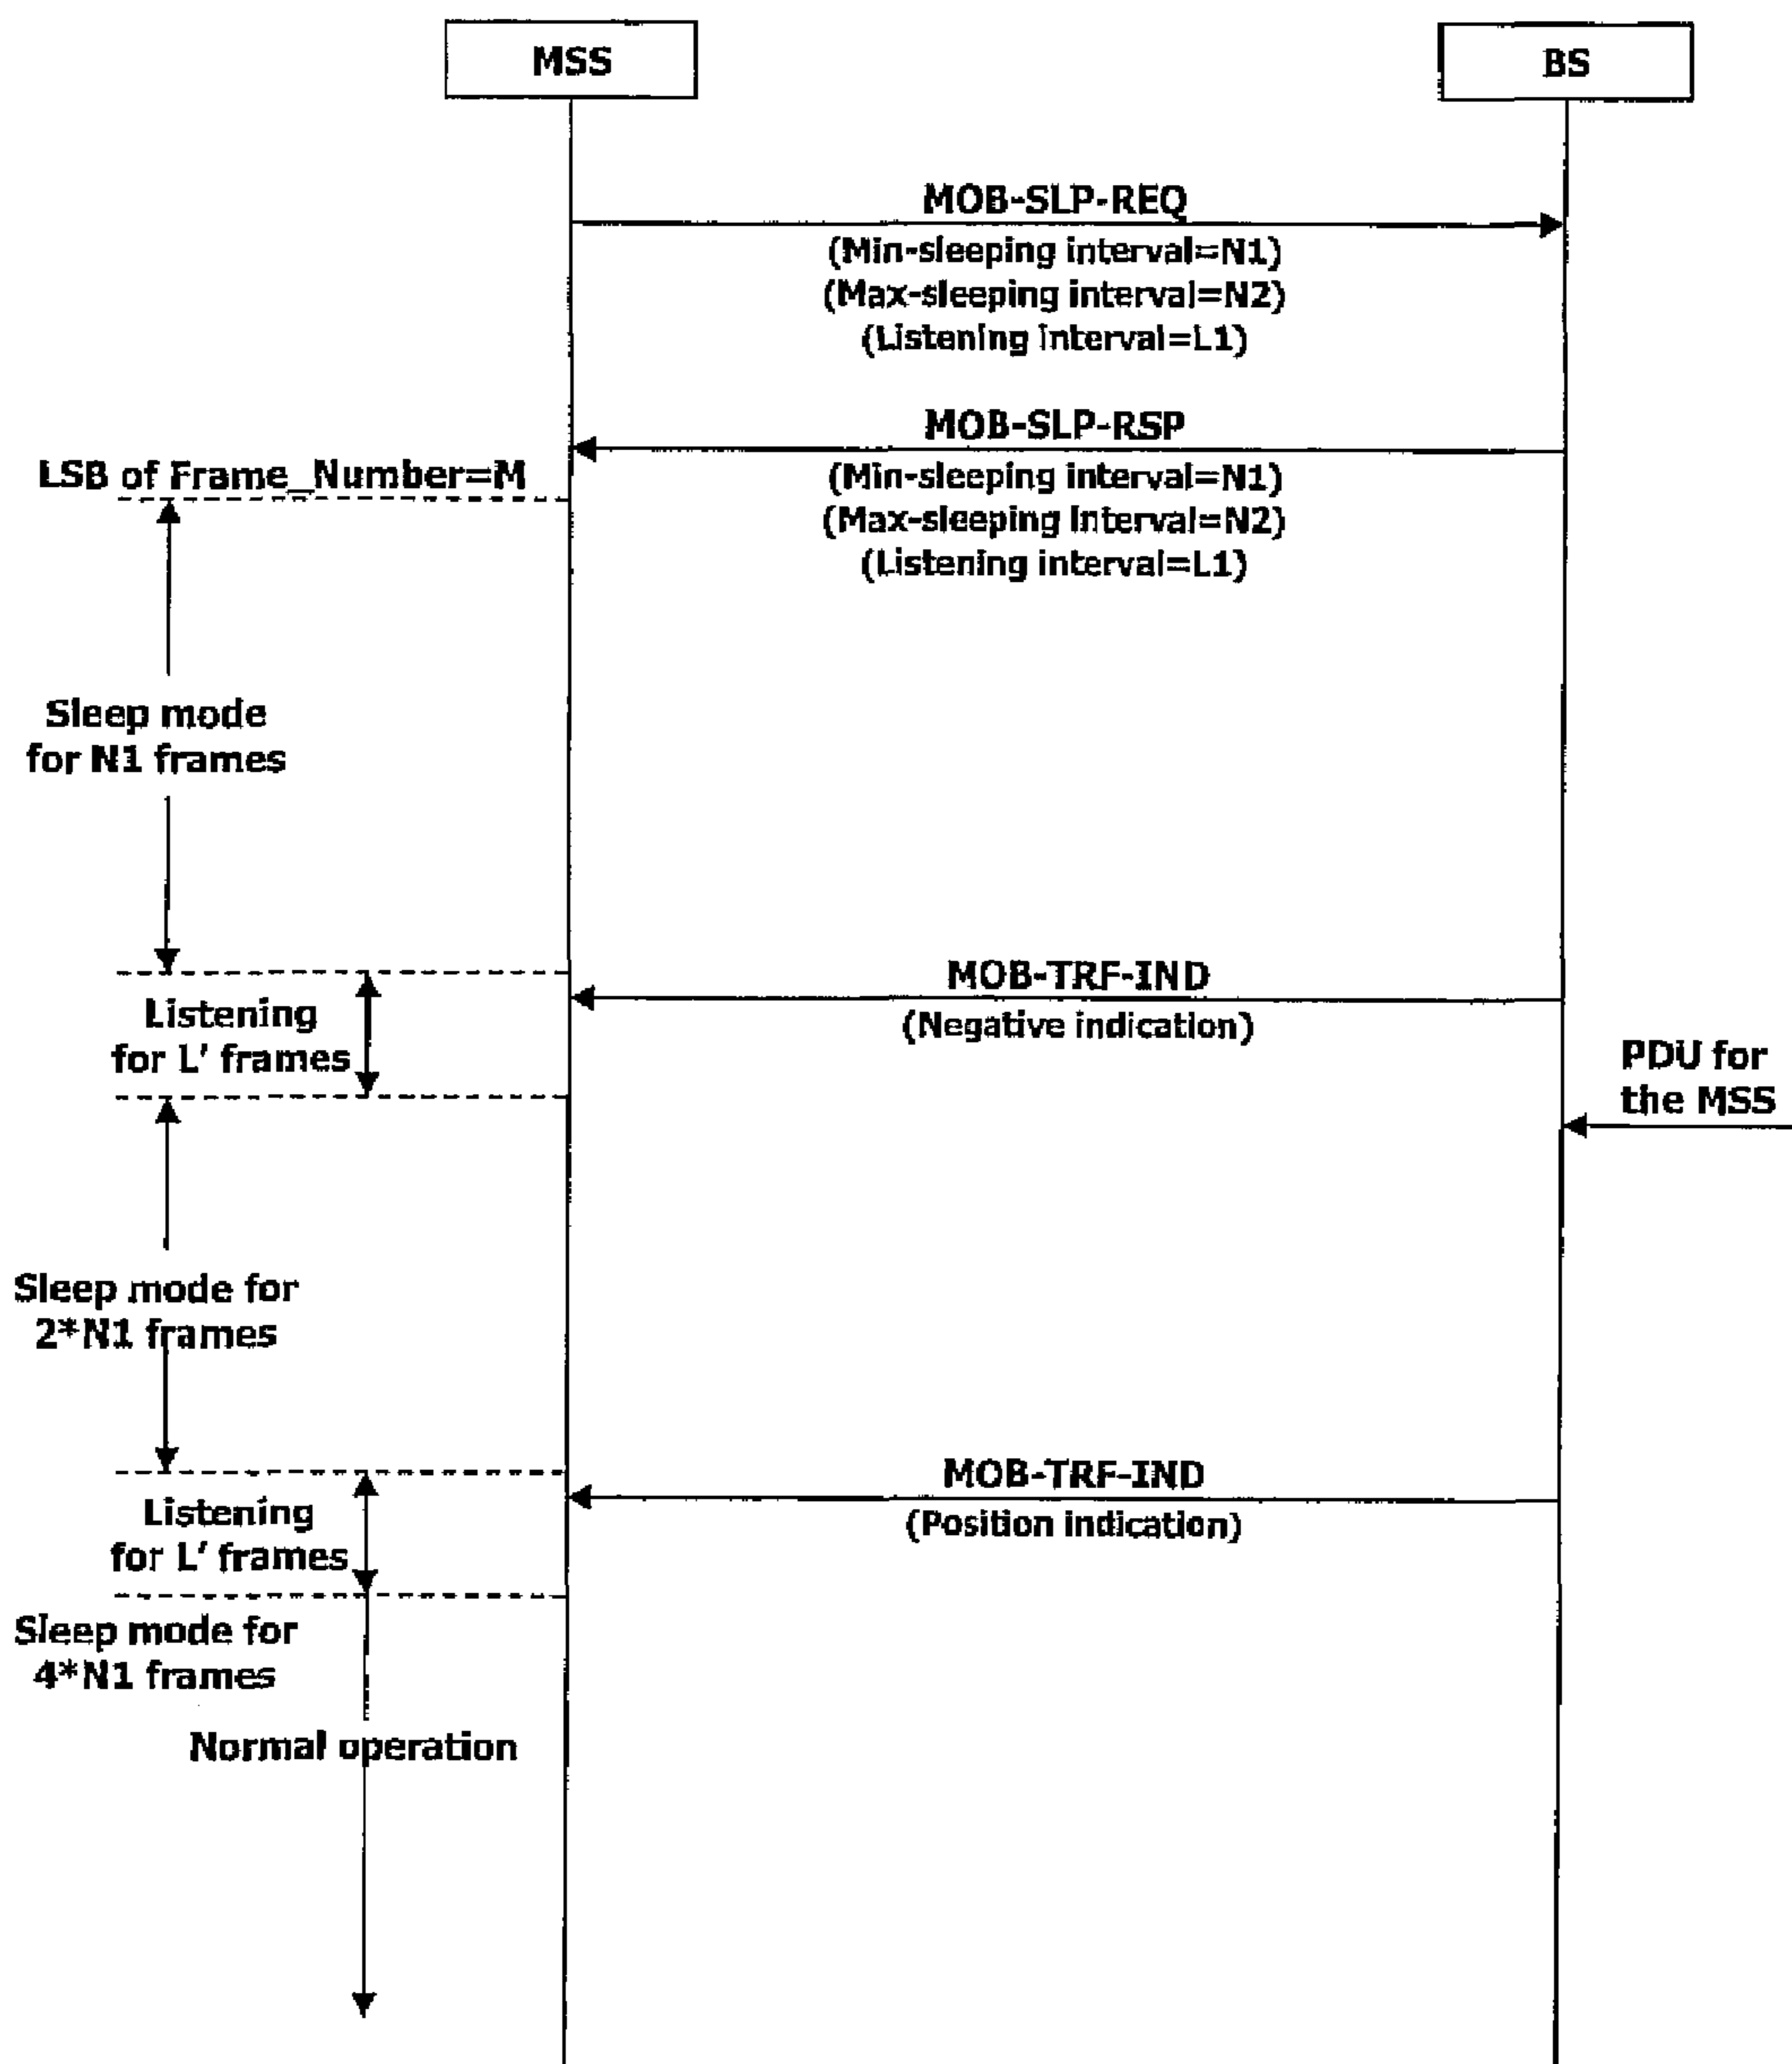 MSS
BS
MOB-SLP-REQ
(Min-sleeping interval=N1)
(Max-sleeping interval=N2)
(Listening interval=L1)
MOB-SLP-RSP
LSB of Frame_Number=M
(Min-sleeping interval=N1)
(Max-sleeping interval=N2)
(Listening interval=L1)
Sleep mode
for N1 frames
MOB-TRF-IND
(Negative indication)
Listening
for L' frames
PDU for
the MSS
Sleep mode for
2*N1 frames
MOB-TRF-IND
(Position indication)
Listening
for L' frames
Sleep mode for
4*N1 frames
Normal operation